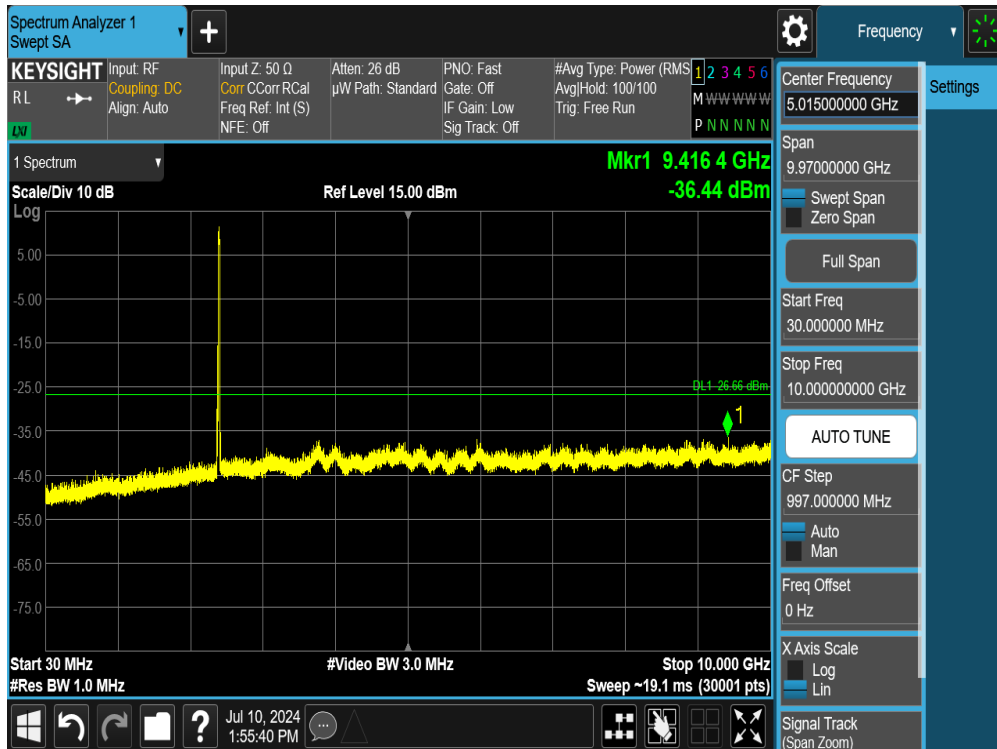 Spectrum Analyzer 1
Swept SA
+
Frequency
KEYSIGHT
R L
LXI
Input: RF
Coupling: DC
Align: Auto
Input Z: 50 Ω
Corr CCorr RCal
Freq Ref: Int (S)
NFE: Off
Atten: 26 dB
µW Path: Standard
PNO: Fast
Gate: Off
IF Gain: Low
Sig Track: Off
#Avg Type: Power (RMS
Avg|Hold: 100/100
Trig: Free Run
1 2 3 4 5 6
M W W W W W
P N N N N N
1 Spectrum
Scale/Div 10 dB
Log
Ref Level 15.00 dBm
Mkr1 9.416 4 GHz
-36.44 dBm
5.00
-5.00
-15.0
-25.0
-35.0
-45.0
-55.0
-65.0
-75.0
DL1 -26.66 dBm
1
Start 30 MHz
#Res BW 1.0 MHz
#Video BW 3.0 MHz
Stop 10.000 GHz
Sweep ~19.1 ms (30001 pts)
Center Frequency
5.015000000 GHz
Span
9.97000000 GHz
Swept Span
Zero Span
Full Span
Start Freq
30.000000 MHz
Stop Freq
10.000000000 GHz
AUTO TUNE
CF Step
997.000000 MHz
Auto
Man
Freq Offset
0 Hz
X Axis Scale
Log
Lin
Signal Track
(Span Zoom)
Settings
?
Jul 10, 2024
1:55:40 PM